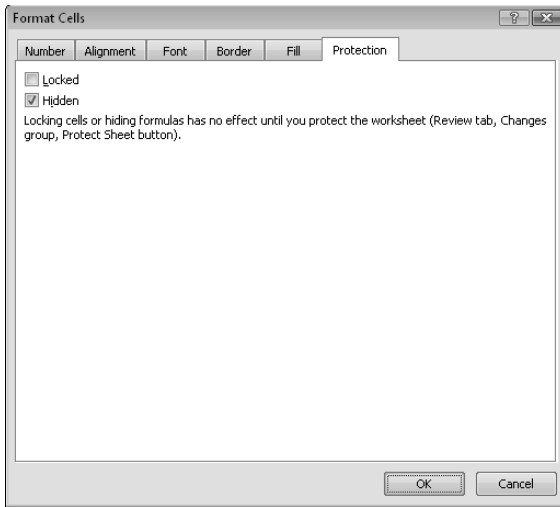 Format Cells
Number Alignment Font Border Fill Protection
Locked
Hidden
Locking cells or hiding formulas has no effect until you protect the worksheet (Review tab, Changes
group, Protect Sheet button).
OK Cancel